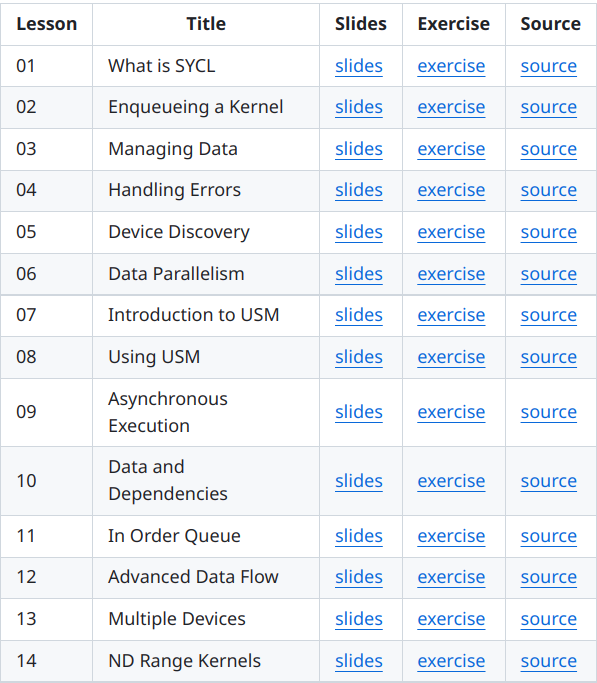 Lesson Title Slides Exercise Source
01 What is SYCL slides exercise source
02 Enqueueing a Kernel slides exercise source
03 Managing Data slides exercise source
04 Handling Errors slides exercise source
05 Device Discovery slides exercise source
06 Data Parallelism slides exercise source
07 Introduction to USM slides exercise source
08 Using USM slides exercise source
09 Asynchronous
Execution slides exercise source
10 Data and
Dependencies slides exercise source
11 In Order Queue slides exercise source
12 Advanced Data Flow slides exercise source
13 Multiple Devices slides exercise source
14 ND Range Kernels slides exercise source